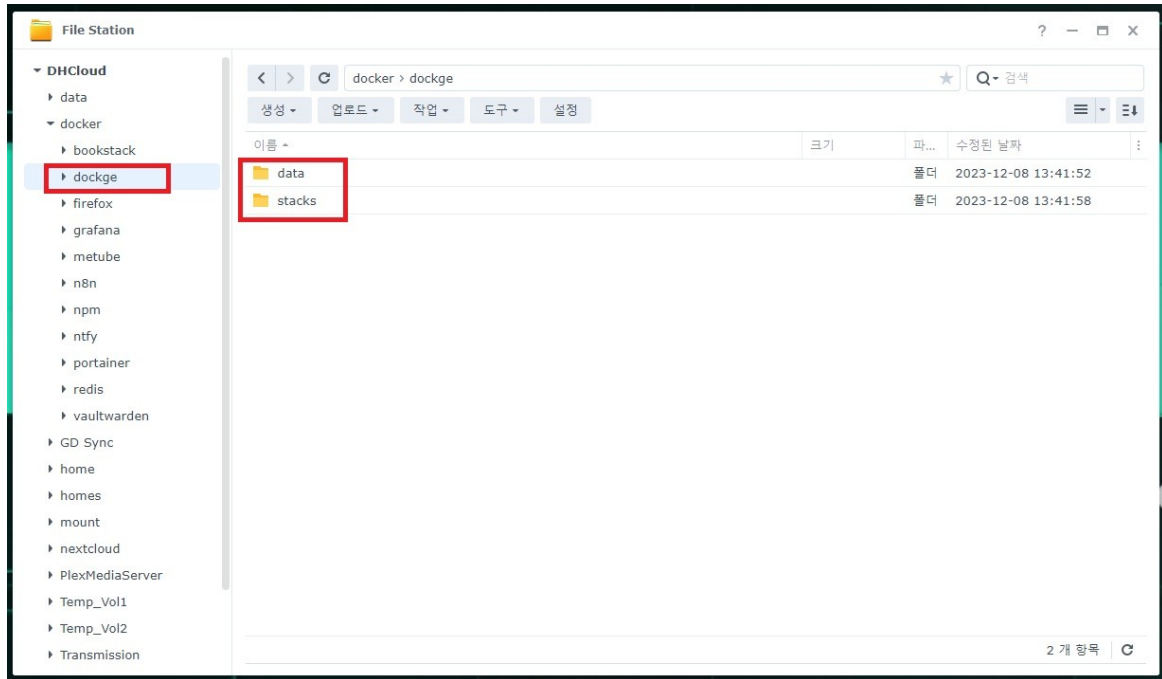 File Station
DHCloud
data
docker
bookstack
dockge
firefox
grafana
metube
n8n
npm
ntfy
portainer
redis
vaultwarden
GD Sync
home
homes
mount
nextcloud
PlexMediaServer
Temp_Vol1
Temp_Vol2
Transmission
docker > dockge
검색
생성 업로드 작업 도구 설정
이름 크기 파... 수정된 날짜
data 폴더 2023-12-08 13:41:52
stacks 폴더 2023-12-08 13:41:58
2 개 항목